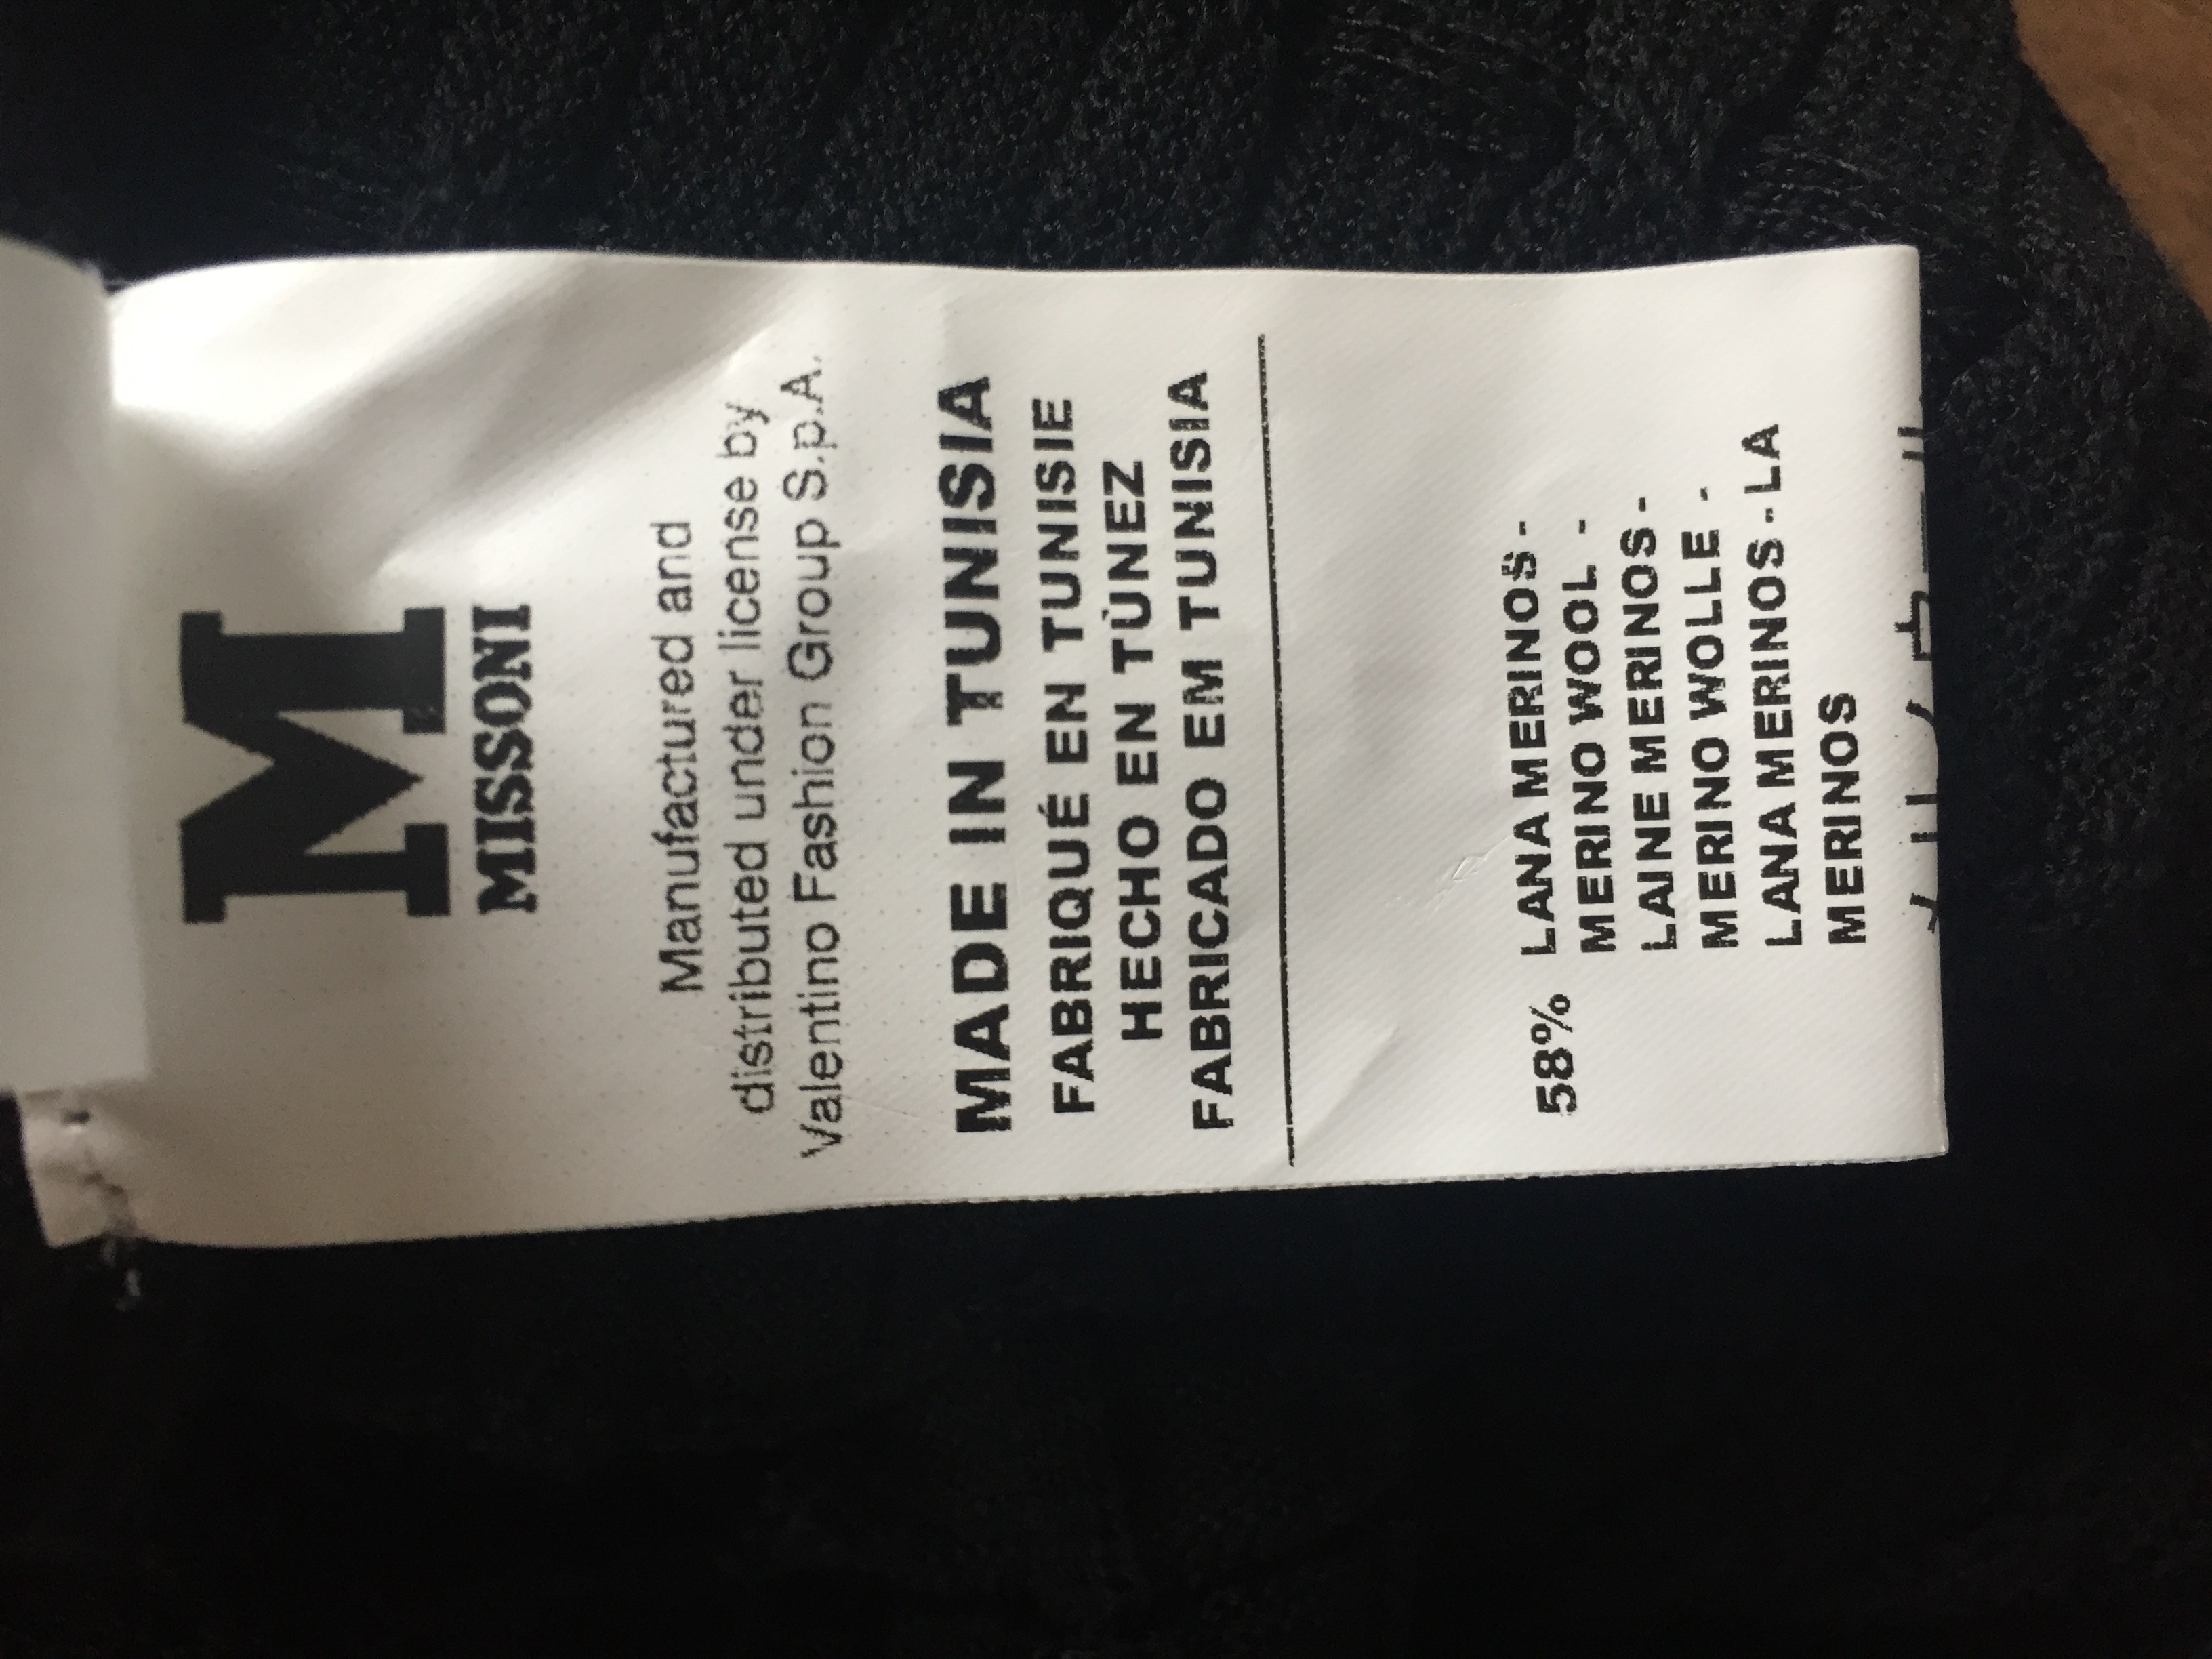 M
MISSONI
Manufactured and
distributed under license by
Valentino Fashion Group S.p.A.
MADE IN TUNISIA
FABRIQUÉ EN TUNISIE
HECHO EN TÙNEZ
FABRICADO EM TUNISIA
58% LANA MERINOS -
MERINO WOOL -
LAINE MERINOS -
MERINO WOLLE -
LANA MERINOS - LA
MERINOS